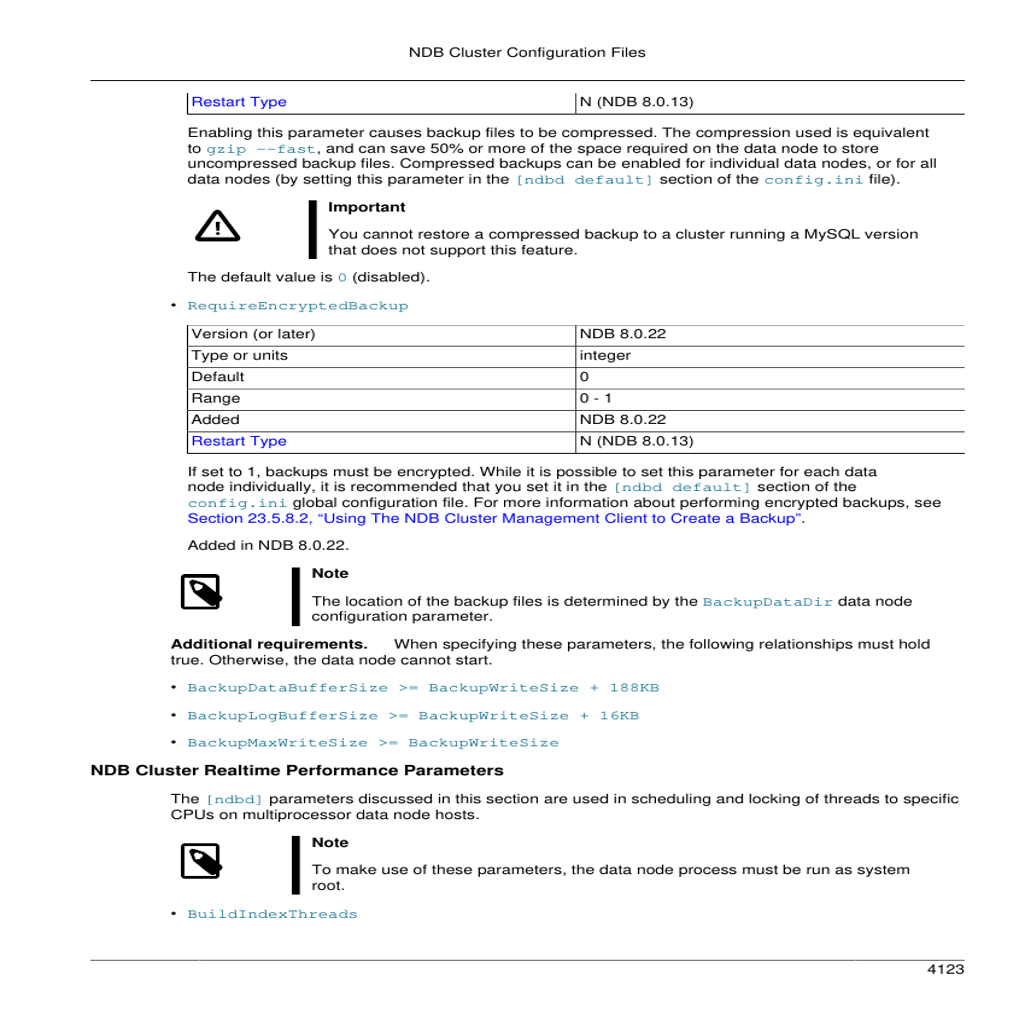 NDB Cluster Configuration Files
Restart Type N (NDB 8.0.13)
Enabling this parameter causes backup files to be compressed. The compression used is equivalent
to gzip --fast, and can save 50% or more of the space required on the data node to store
uncompressed backup files. Compressed backups can be enabled for individual data nodes, or for all
data nodes (by setting this parameter in the [ndbd default] section of the config.ini file).
Important
You cannot restore a compressed backup to a cluster running a MySQL version
that does not support this feature.
The default value is 0 (disabled).
• RequireEncryptedBackup
Version (or later) NDB 8.0.22
Type or units integer
Default 0
Range 0 - 1
Added NDB 8.0.22
Restart Type N (NDB 8.0.13)
If set to 1, backups must be encrypted. While it is possible to set this parameter for each data
node individually, it is recommended that you set it in the [ndbd default] section of the
config.ini global configuration file. For more information about performing encrypted backups, see
Section 23.5.8.2, “Using The NDB Cluster Management Client to Create a Backup”.
Added in NDB 8.0.22.
Note
The location of the backup files is determined by the BackupDataDir data node
configuration parameter.
Additional requirements. When specifying these parameters, the following relationships must hold
true. Otherwise, the data node cannot start.
• BackupDataBufferSize >= BackupWriteSize + 188KB
• BackupLogBufferSize >= BackupWriteSize + 16KB
• BackupMaxWriteSize >= BackupWriteSize
NDB Cluster Realtime Performance Parameters
The [ndbd] parameters discussed in this section are used in scheduling and locking of threads to specific
CPUs on multiprocessor data node hosts.
Note
To make use of these parameters, the data node process must be run as system
root.
• BuildIndexThreads
4123